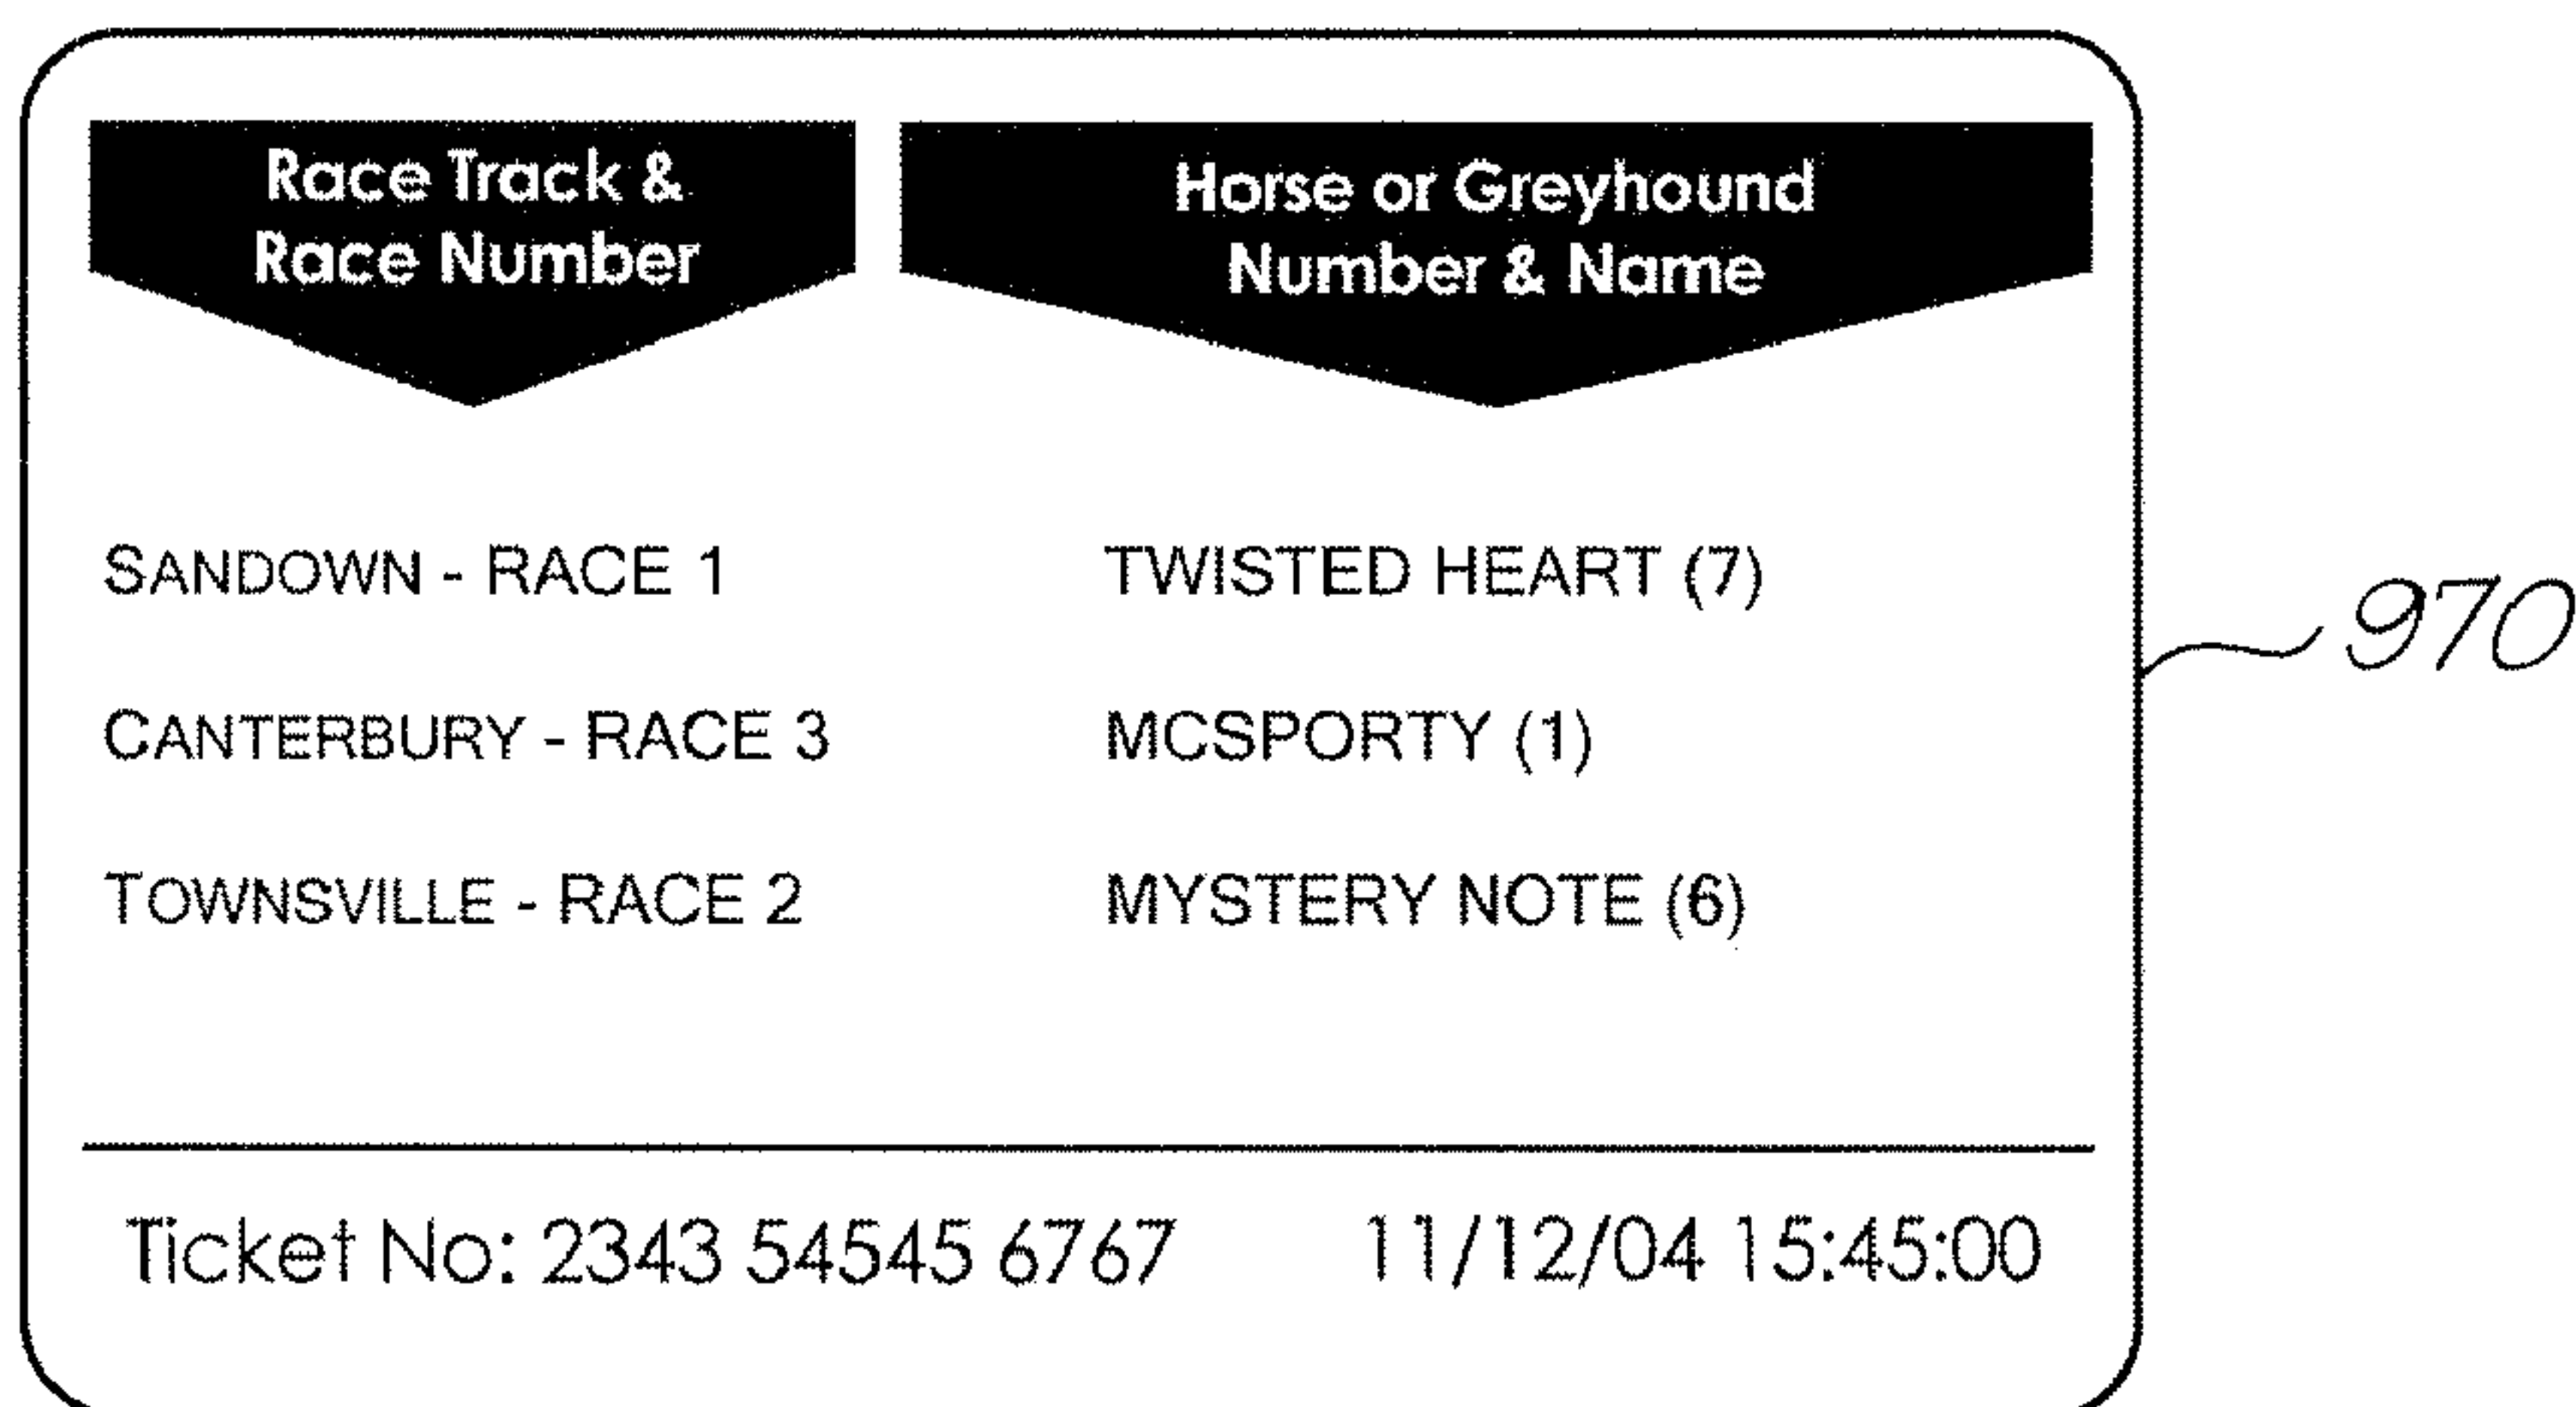 Race Track &
Race Number
Horse or Greyhound
Number & Name
SANDOWN - RACE 1 TWISTED HEART (7)
CANTERBURY - RACE 3 MCSPORTY (1)
TOWNSVILLE - RACE 2 MYSTERY NOTE (6)
970
Ticket No: 2343 54545 6767 11/12/04 15:45:00